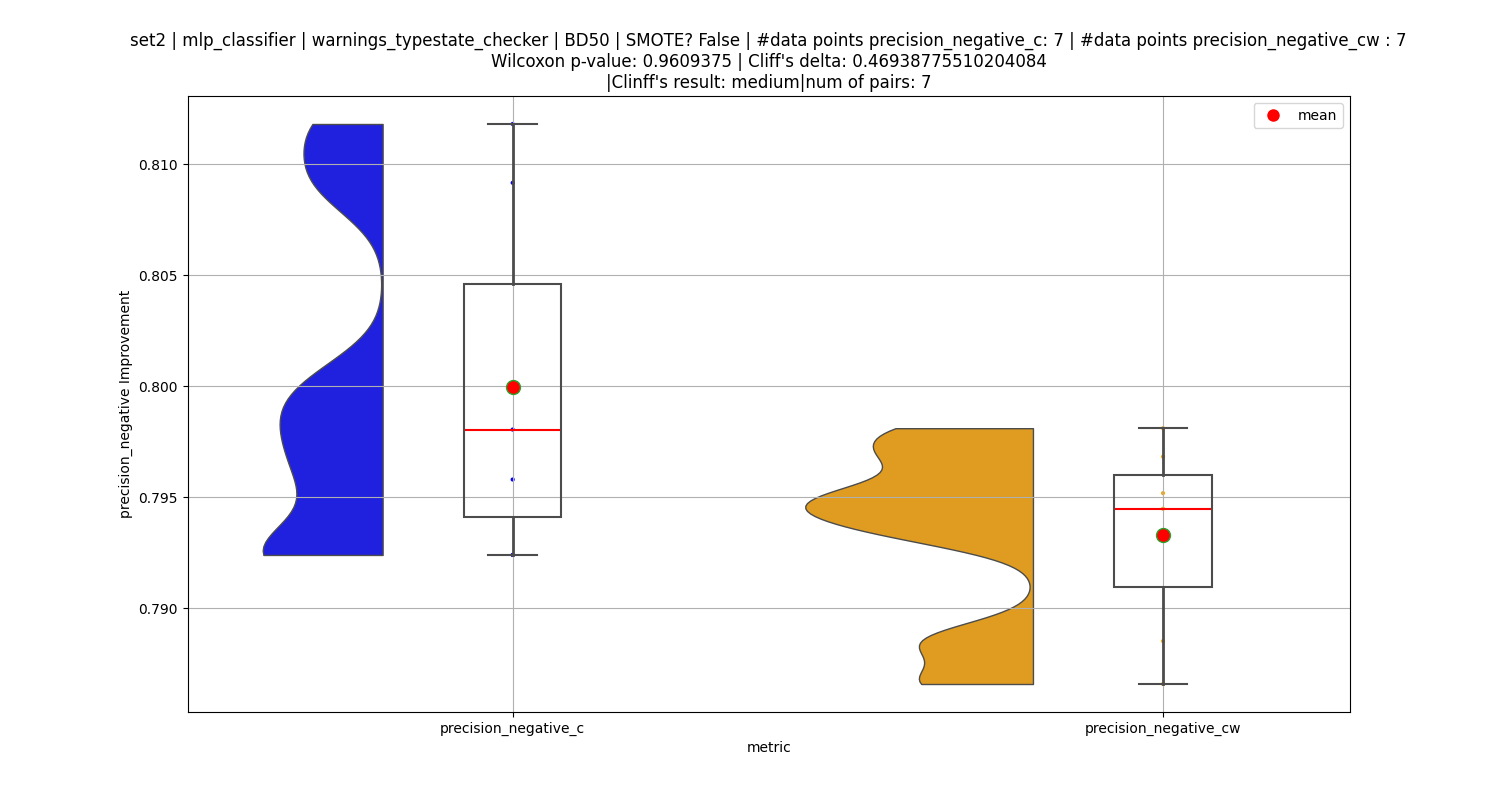 set2 | mlp_classifier | warnings_typestate_checker | BD50 | SMOTE? False | #data points precision_negative_c: 7 | #data points precision_negative_cw : 7
Wilcoxon p-value: 0.9609375 | Cliff's delta: 0.46938775510204084
|Clinff's result: medium|num of pairs: 7
mean
0.810
0.805
0.800
0.795
0.790
precision_negative Improvement
precision_negative_c
precision_negative_cw
metric